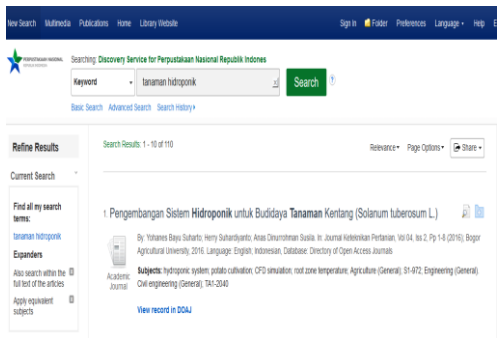 New Search Multimedia Publications Home Library Website Sign In Folder Preferences Language Help
PERPUSTAKAAN NASIONAL
Searching: Discovery Service for Perpustakaan Nasional Republik Indones
Keyword tanaman hidroponik Search
Basic Search Advanced Search Search History
Refine Results
Search Results: 1 - 10 of 110
Relevance Page Options Share
Current Search
Find all my search terms:
tanaman hidroponik
Expanders
Also search within the full text of the articles
Apply equivalent subjects
1. Pengembangan Sistem Hidroponik untuk Budidaya Tanaman Kentang (Solanum tuberosum L.)
Academic Journal
By: Yohanes Bayu Suharto; Herry Suhardiyanto; Anas Dinurrohman Susila. In: Journal Keteknikan Pertanian, Vol 04, Iss 2, Pp 1-8 (2016); Bogor
Agricultural University, 2016. Language: English; Indonesian, Database: Directory of Open Access Journals
Subjects: hydroponic system; potato cultivation; CFD simulation; root zone temperature; Agriculture (General); S1-972; Engineering (General).
Civil engineering (General); TA1-2040
View record in DOAJ